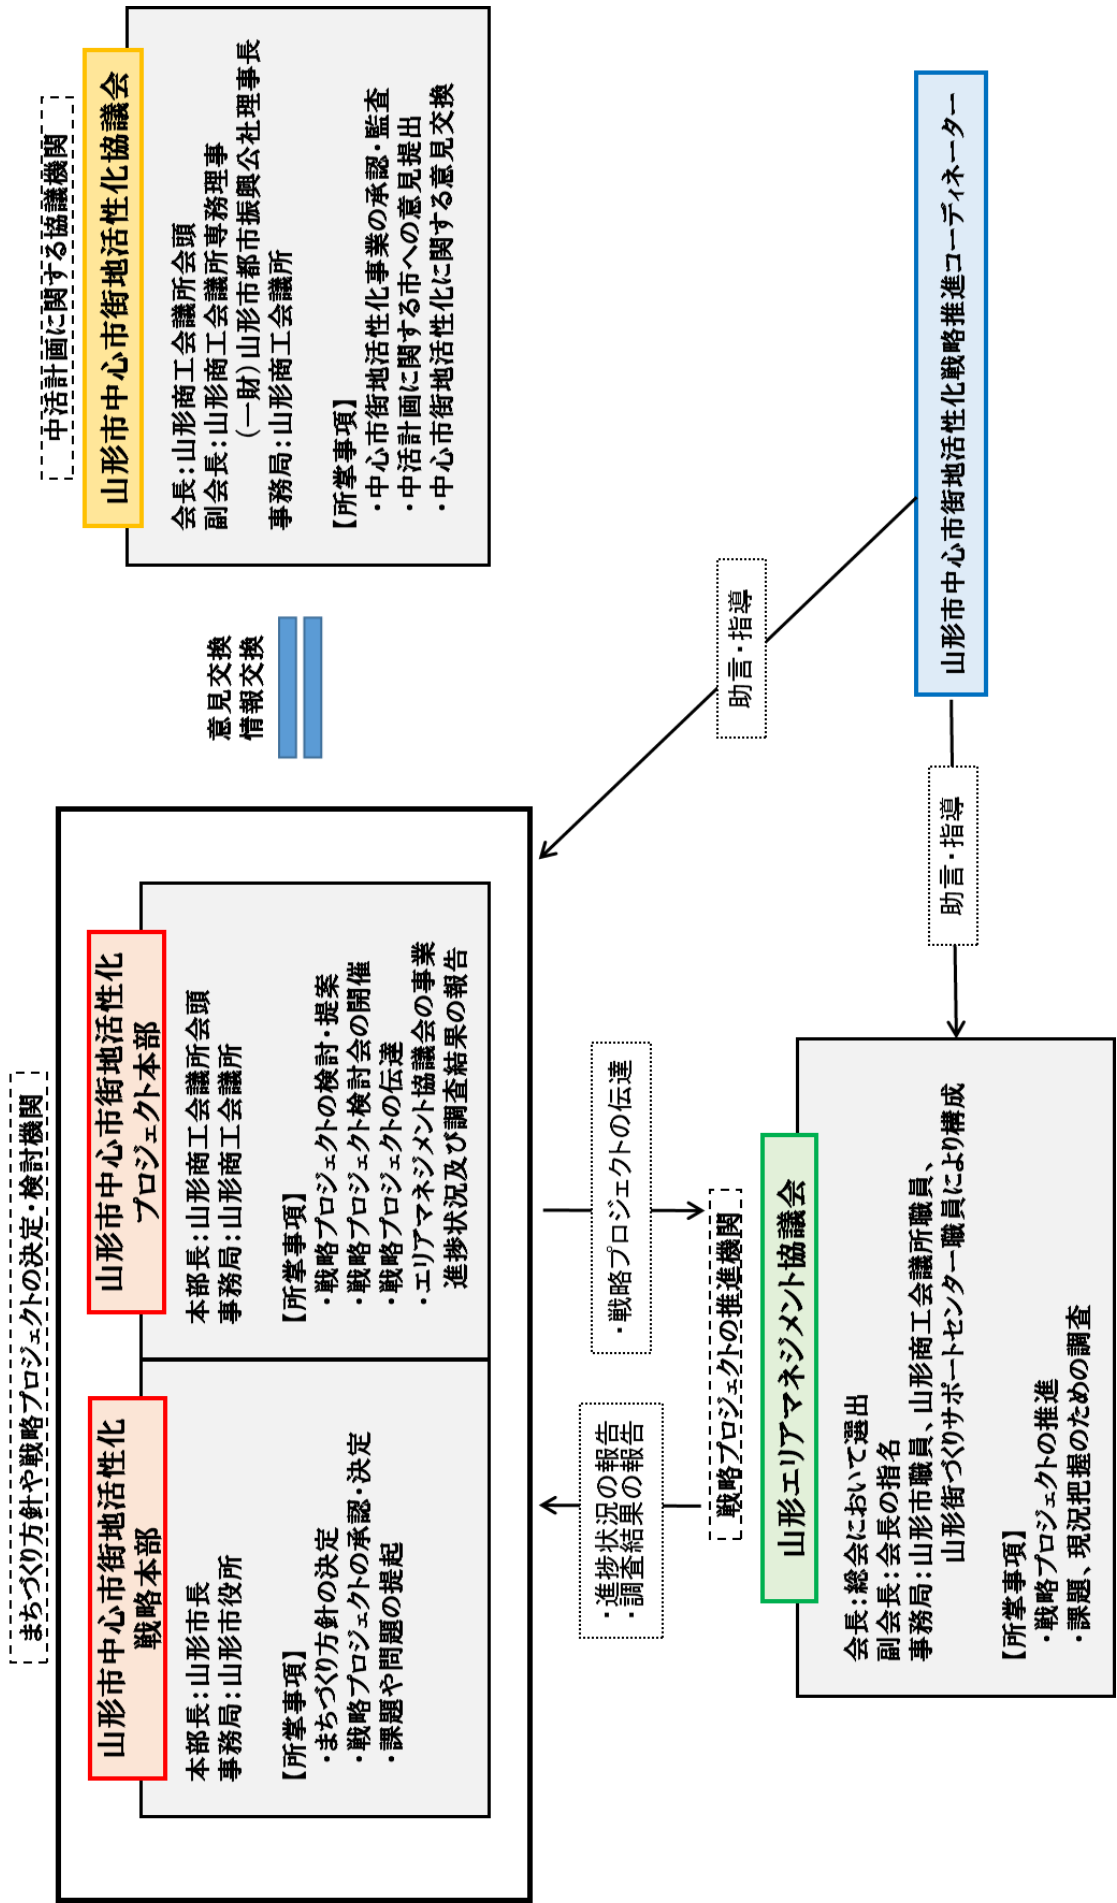 まちづくり方針や戦略プロジェクトの決定・検討機関
山形市中心市街地活性化
戦略本部
本部長：山形市長
事務局：山形市役所
【所掌事項】
・まちづくり方針の決定
・戦略プロジェクトの承認・決定
・課題や問題の提起
山形市中心市街地活性化
プロジェクト本部
本部長：山形商工会議所会頭
事務局：山形商工会議所
【所掌事項】
・戦略プロジェクトの検討・提案
・戦略プロジェクト検討会の開催
・戦略プロジェクトの伝達
・エリアマネジメント協議会の事業
進捗状況及び調査結果の報告
意見交換
情報交換
中活計画に関する協議機関
山形市中心市街地活性化協議会
会長：山形商工会議所会頭
副会長：山形商工会議所専務理事
（一財）山形市都市振興公社理事長
事務局：山形商工会議所
【所掌事項】
・中心市街地活性化事業の承認・監査
・中活計画に関する市への意見提出
・中心市街地活性化に関する意見交換
・進捗状況の報告
・調査結果の報告
・戦略プロジェクトの伝達
助言・指導
戦略プロジェクトの推進機関
山形エリアマネジメント協議会
会長：総会において選出
副会長：会長の指名
事務局：山形市職員、山形商工会議所職員、
山形街づくりサポートセンター職員により構成
【所掌事項】
・戦略プロジェクトの推進
・課題、現況把握のための調査
助言・指導
山形市中心市街地活性化戦略推進コーディネーター